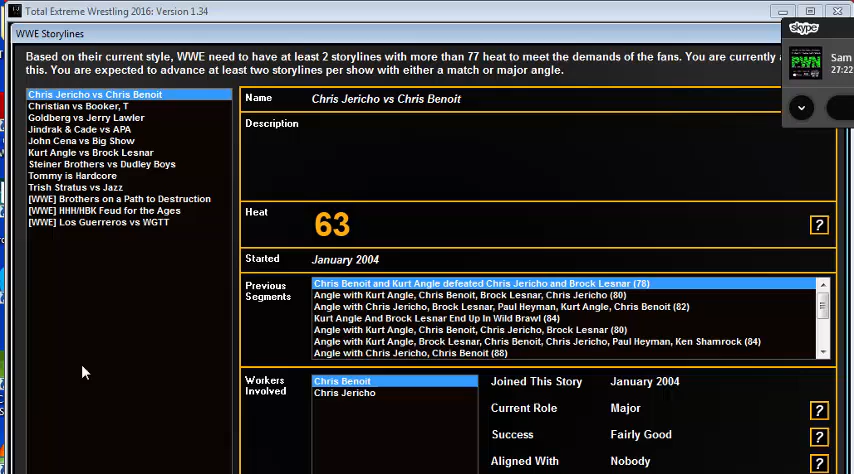 Total Extreme Wrestling 2016: Version 1.34
WWE Storylines
skype
Based on their current style, WWE need to have at least 2 storylines with more than 77 heat to meet the demands of the fans. You are currently a
this. You are expected to advance at least two storylines per show with either a match or major angle.
PWN
Sam
27:22
Chris Jericho vs Chris Benoit
Christian vs Booker, T
Goldberg vs Jerry Lawler
Jindrak & Cade vs APA
John Cena vs Big Show
Kurt Angle vs Brock Lesnar
Steiner Brothers vs Dudley Boys
Tommy is Hardcore
Trish Stratus vs Jazz
[WWE] Brothers on a Path to Destruction
[WWE] HHH/HBK Feud for the Ages
[WWE] Los Guerreros vs WGTT
Name Chris Jericho vs Chris Benoit
Description
Heat 63 ?
Started January 2004
Previous Segments
Chris Benoit and Kurt Angle defeated Chris Jericho and Brock Lesnar (78)
Angle with Kurt Angle, Chris Benoit, Brock Lesnar, Chris Jericho (80)
Angle with Chris Jericho, Brock Lesnar, Paul Heyman, Kurt Angle, Chris Benoit (82)
Kurt Angle And Brock Lesnar End Up In Wild Brawl (84)
Angle with Kurt Angle, Chris Benoit, Chris Jericho, Brock Lesnar (80)
Angle with Kurt Angle, Brock Lesnar, Chris Benoit, Chris Jericho, Paul Heyman, Ken Shamrock (84)
Angle with Chris Jericho, Chris Benoit (88)
Workers Involved
Chris Benoit
Chris Jericho
Joined This Story January 2004
Current Role Major ?
Success Fairly Good ?
Aligned With Nobody ?